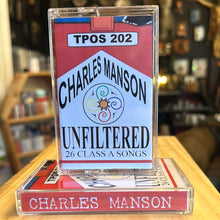 TPOS 202
CHARLES MANSON
UNFILTERED
26 CLASS A SONGS
CHARLES MANSON